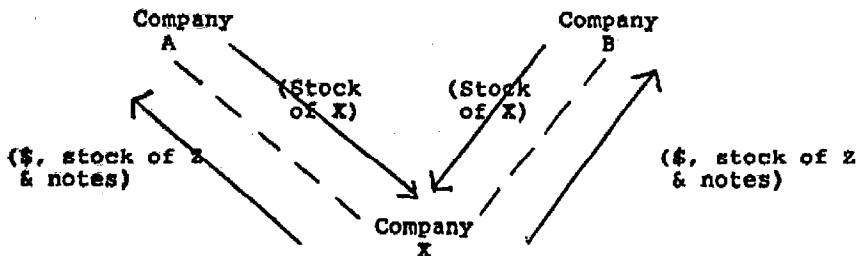 Company
A
Company
B
(Stock
of X)
(Stock
of X)
($, stock of Z
& notes)
($, stock of Z
& notes)
Company
X